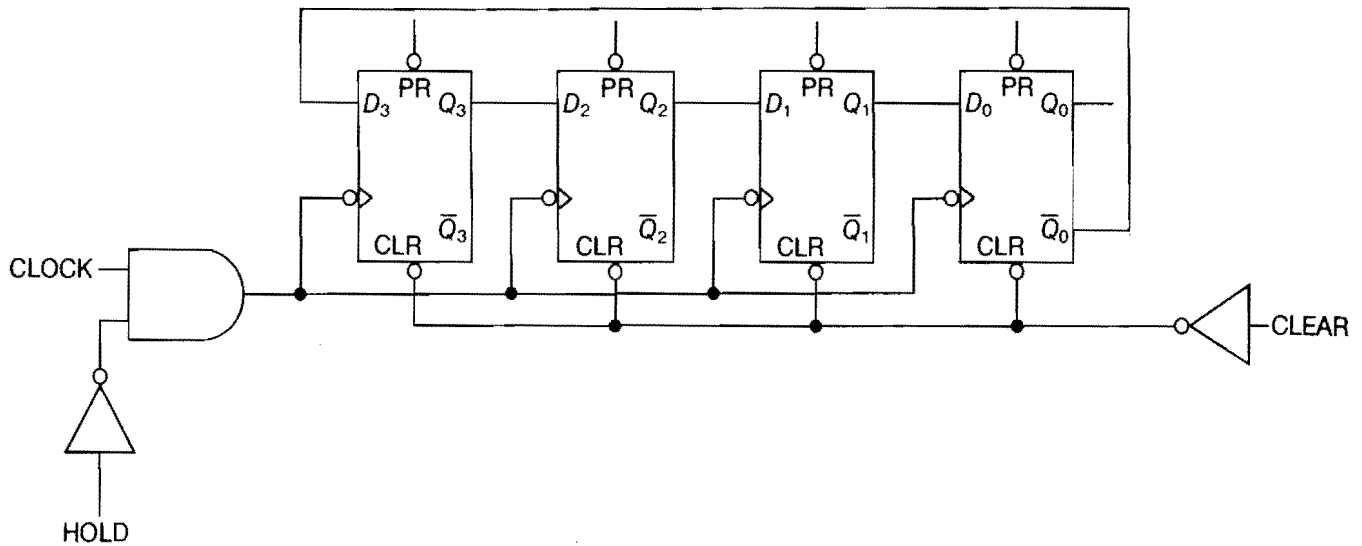 PR PR PR PR
D₃ Q₃ D₂ Q₂ D₁ Q₁ D₀ Q₀
Q̅₃ Q̅₂ Q̅₁ Q̅₀
CLR CLR CLR CLR
CLOCK
CLEAR
HOLD